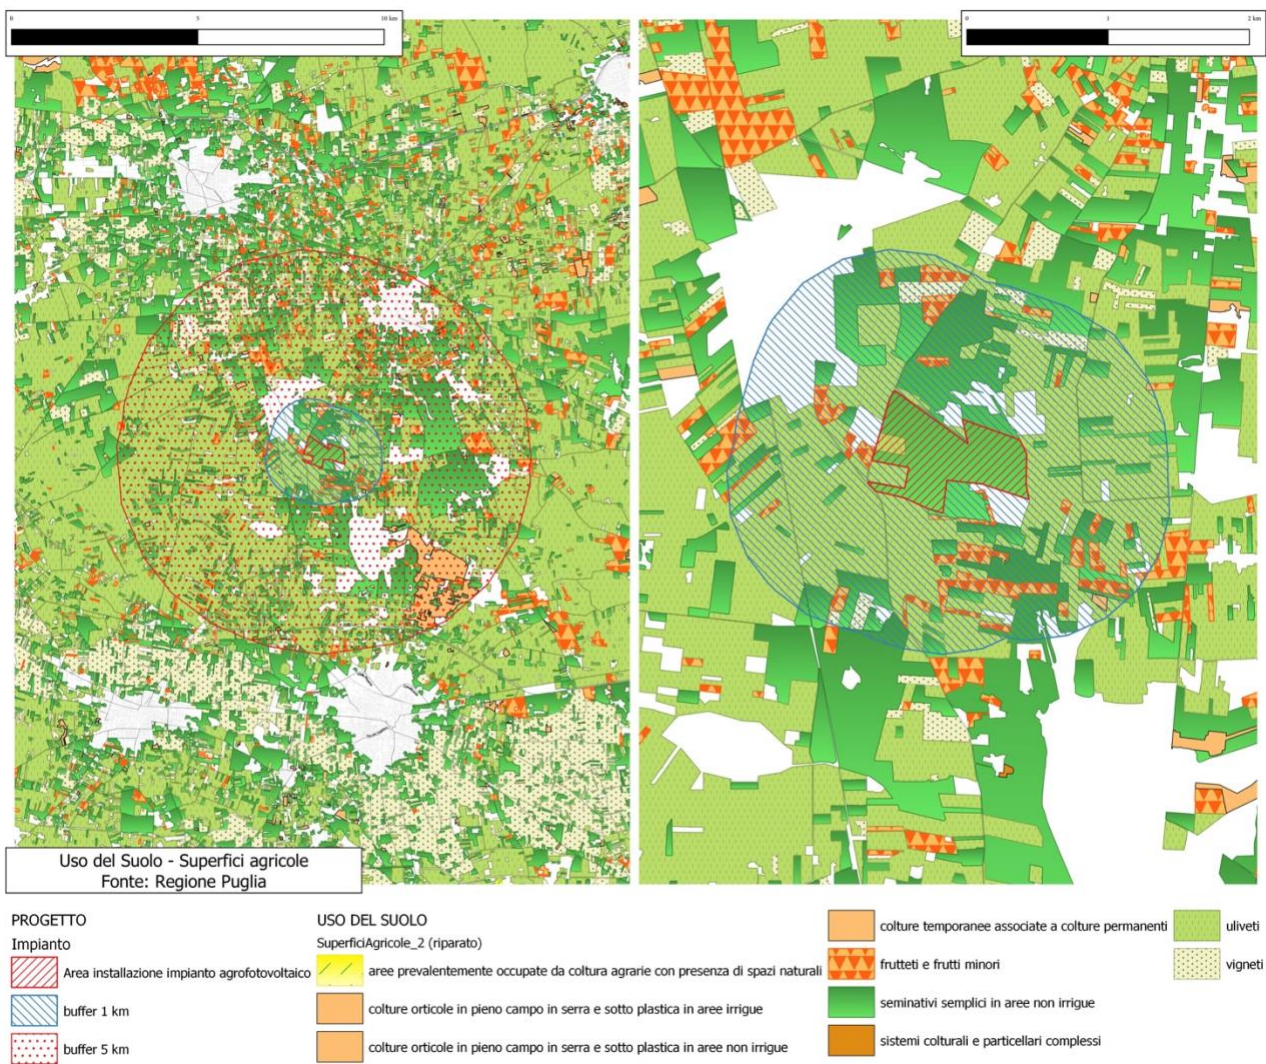 0 5 10 km
0 1 2 km
Uso del Suolo - Superfici agricole
Fonte: Regione Puglia
PROGETTO
Impianto
Area installazione impianto agrofotovoltaico
buffer 1 km
buffer 5 km
USO DEL SUOLO
SuperficiAgricole_2 (riparato)
aree prevalentemente occupate da coltura agrarie con presenza di spazi naturali
colture orticole in pieno campo in serra e sotto plastica in aree irrigue
colture orticole in pieno campo in serra e sotto plastica in aree non irrigue
colture temporanee associate a colture permanenti
frutteti e frutti minori
seminativi semplici in aree non irrigue
sistemi colturali e particellari complessi
uliveti
vigneti